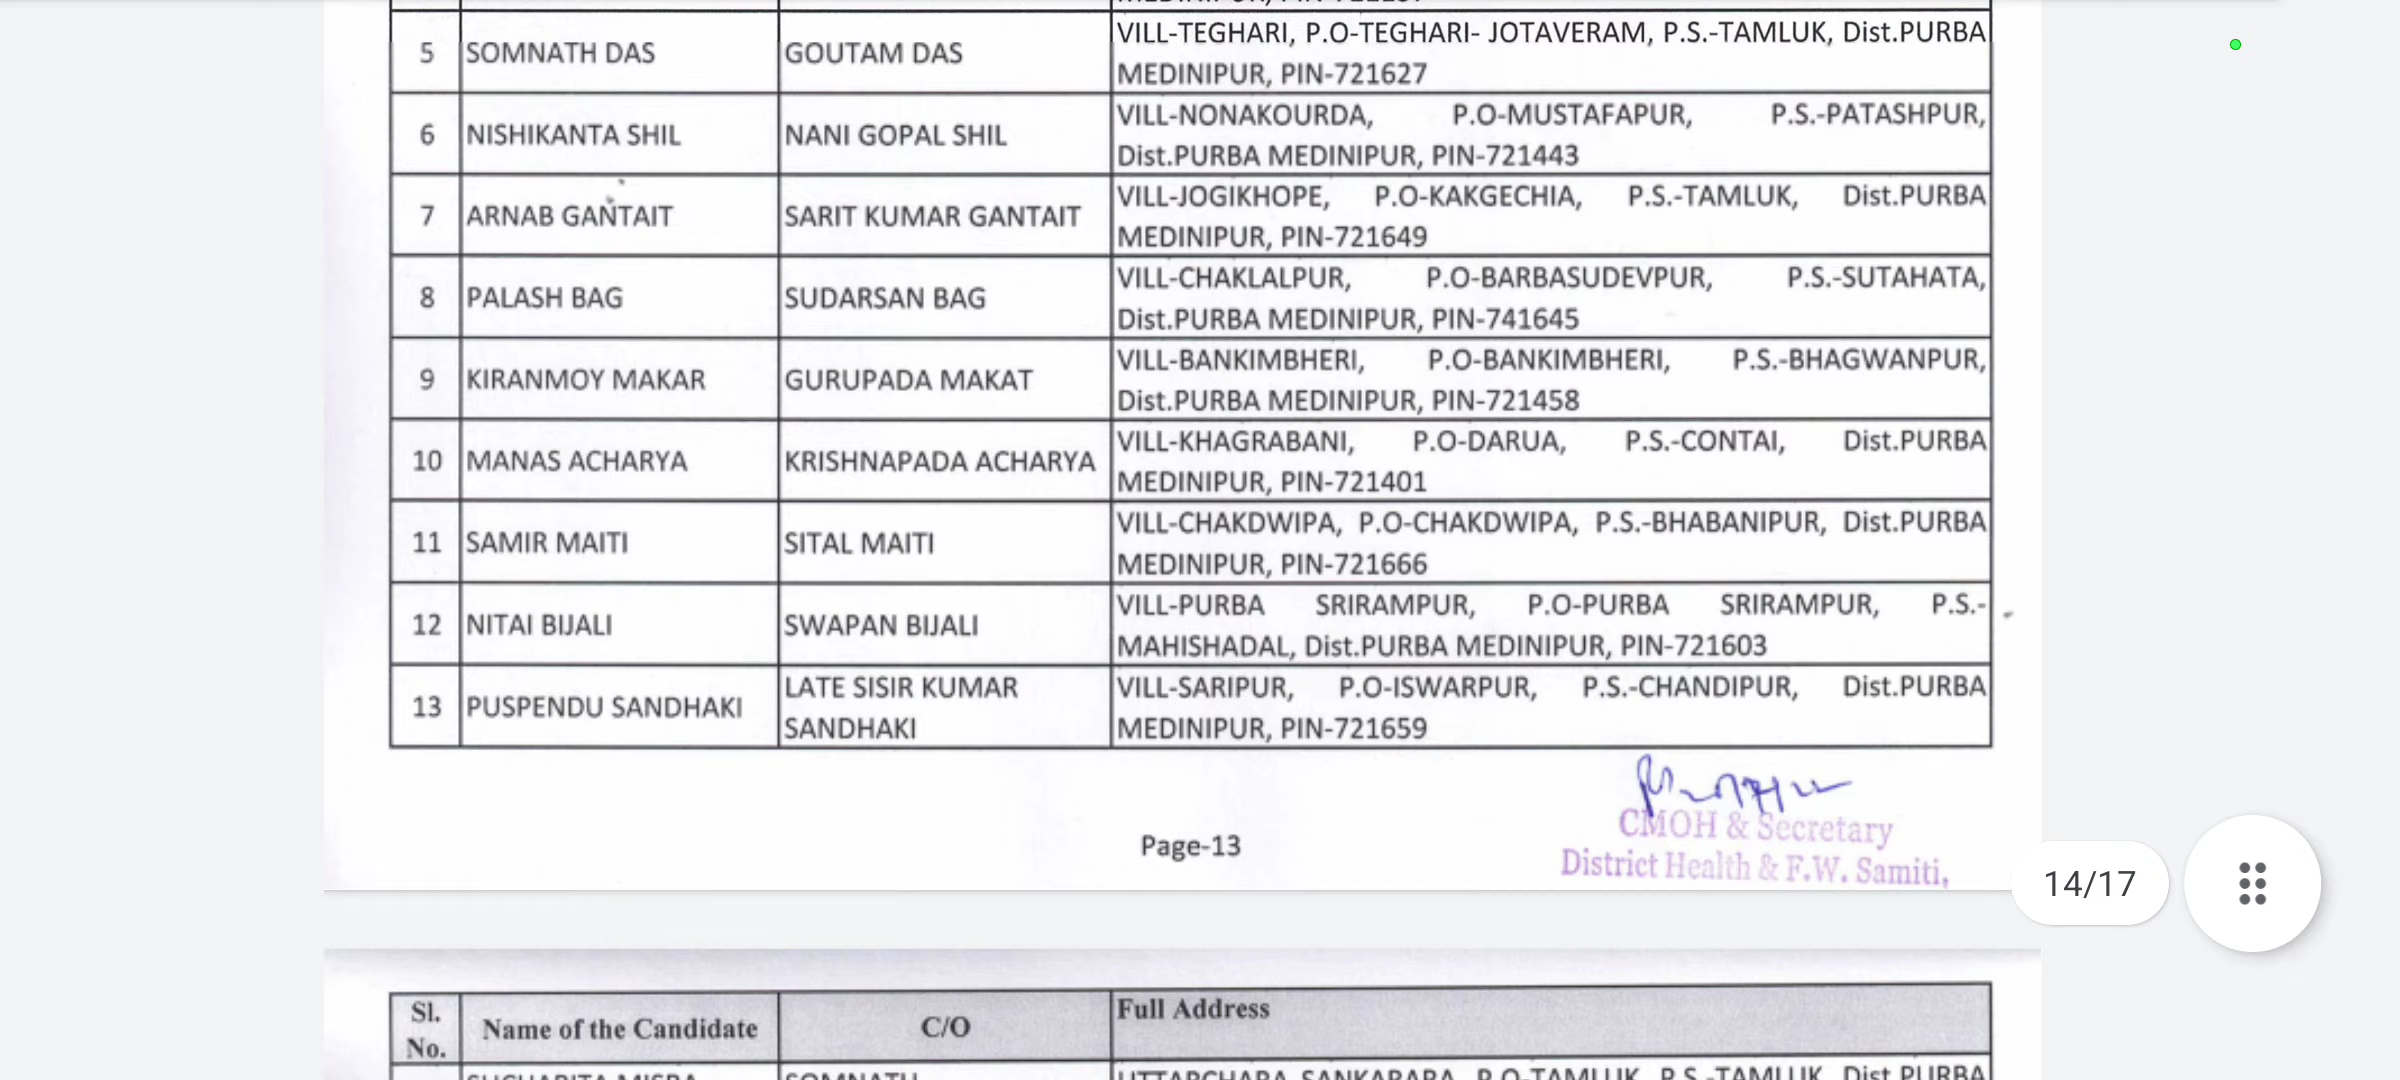 5 SOMNATH DAS GOUTAM DAS VILL-TEGHARI, P.O-TEGHARI- JOTAVERAM, P.S.-TAMLUK, Dist.PURBA
MEDINIPUR, PIN-721627
6 NISHIKANTA SHIL NANI GOPAL SHIL VILL-NONAKOURDA, P.O-MUSTAFAPUR, P.S.-PATASHPUR,
Dist.PURBA MEDINIPUR, PIN-721443
7 ARNAB GANTAIT SARIT KUMAR GANTAIT VILL-JOGIKHOPE, P.O-KAKGECHIA, P.S.-TAMLUK, Dist.PURBA
MEDINIPUR, PIN-721649
8 PALASH BAG SUDARSAN BAG VILL-CHAKLALPUR, P.O-BARBASUDEVPUR, P.S.-SUTAHATA,
Dist.PURBA MEDINIPUR, PIN-741645
9 KIRANMOY MAKAR GURUPADA MAKAT VILL-BANKIMBHERI, P.O-BANKIMBHERI, P.S.-BHAGWANPUR,
Dist.PURBA MEDINIPUR, PIN-721458
10 MANAS ACHARYA KRISHNAPADA ACHARYA VILL-KHAGRABANI, P.O-DARUA, P.S.-CONTAI, Dist.PURBA
MEDINIPUR, PIN-721401
11 SAMIR MAITI SITAL MAITI VILL-CHAKDWIPA, P.O-CHAKDWIPA, P.S.-BHABANIPUR, Dist.PURBA
MEDINIPUR, PIN-721666
12 NITAI BIJALI SWAPAN BIJALI VILL-PURBA SRIRAMPUR, P.O-PURBA SRIRAMPUR, P.S.-
MAHISHADAL, Dist.PURBA MEDINIPUR, PIN-721603
13 PUSPENDU SANDHAKI LATE SISIR KUMAR SANDHAKI VILL-SARIPUR, P.O-ISWARPUR, P.S.-CHANDIPUR, Dist.PURBA
MEDINIPUR, PIN-721659
CMOH & Secretary
Page-13
District Health & F.W. Samiti,
14/17
Sl. No. Name of the Candidate C/O Full Address